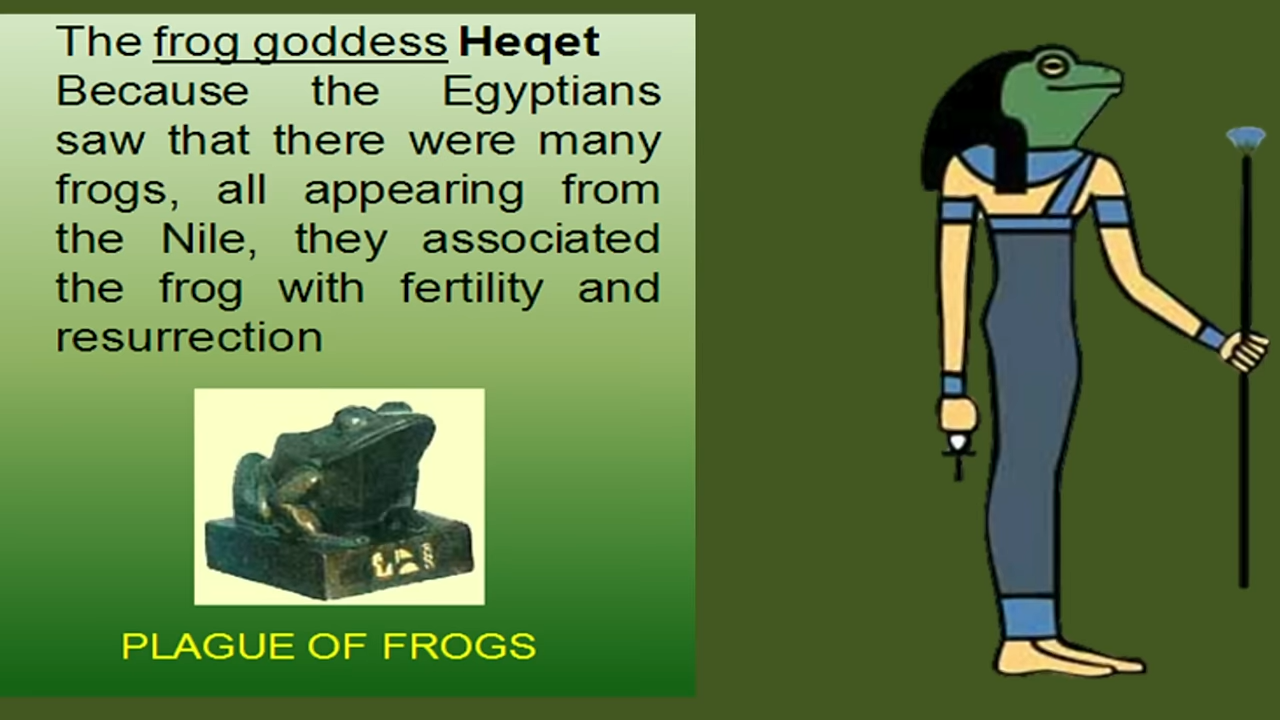 The frog goddess Heqet
Because the Egyptians
saw that there were many
frogs, all appearing from
the Nile, they associated
the frog with fertility and
resurrection
PLAGUE OF FROGS